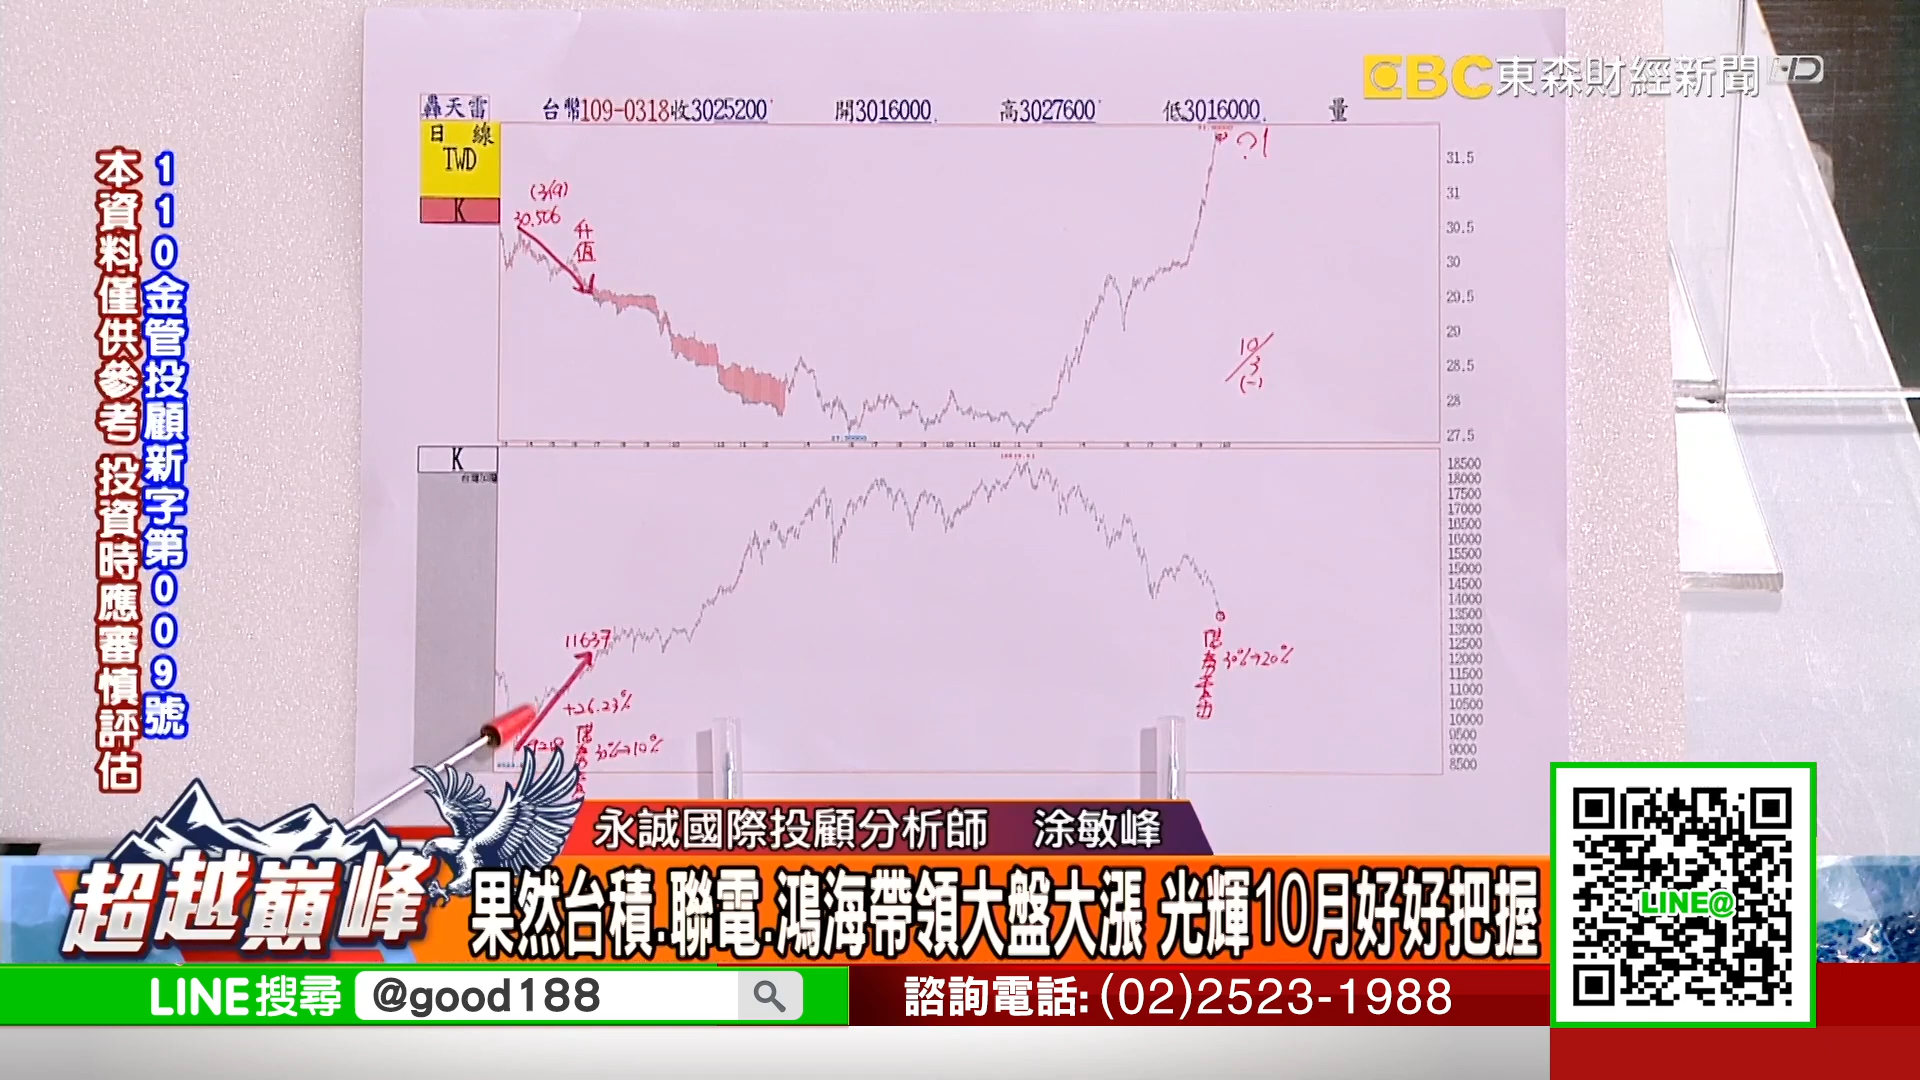 EBC 東森財經新聞 HD
轟天雷 台幣109-0318收3025200 開3016000 高3027600 低3016000 量
日 線
TWD
K
(3/19)
30.506
升值
?!
10/3
(一)
31.5
31
30.5
30
29.5
29
28.5
28
27.5
K
18500
18000
17500
17000
16500
16000
15500
15000
14500
14000
13500
13000
12500
12000
11500
11000
10500
10000
9500
9000
8500
11637
+26.23%
30%→10%
30%→20%
110金管投顧新字第009號
本資料僅供參考 投資時應審慎評估
超越巔峰
永誠國際投顧分析師 涂敏峰
果然台積.聯電.鴻海帶領大盤大漲 光輝10月好好把握
LINE@
LINE搜尋 @good188
諮詢電話:(02)2523-1988